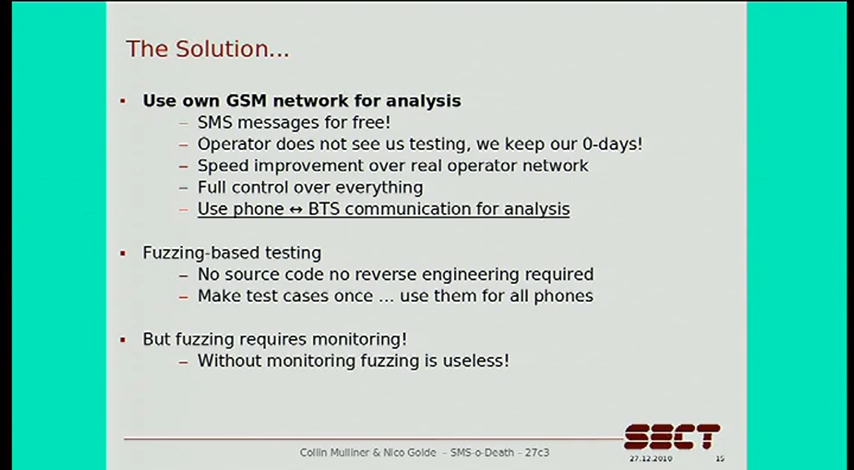 The Solution...
▪ Use own GSM network for analysis
– SMS messages for free!
– Operator does not see us testing, we keep our 0-days!
– Speed improvement over real operator network
– Full control over everything
– Use phone ↔ BTS communication for analysis
▪ Fuzzing-based testing
– No source code no reverse engineering required
– Make test cases once … use them for all phones
▪ But fuzzing requires monitoring!
– Without monitoring fuzzing is useless!
Collin Mulliner & Nico Golde – SMS-o-Death – 27c3
SECT
27.12.2010 15